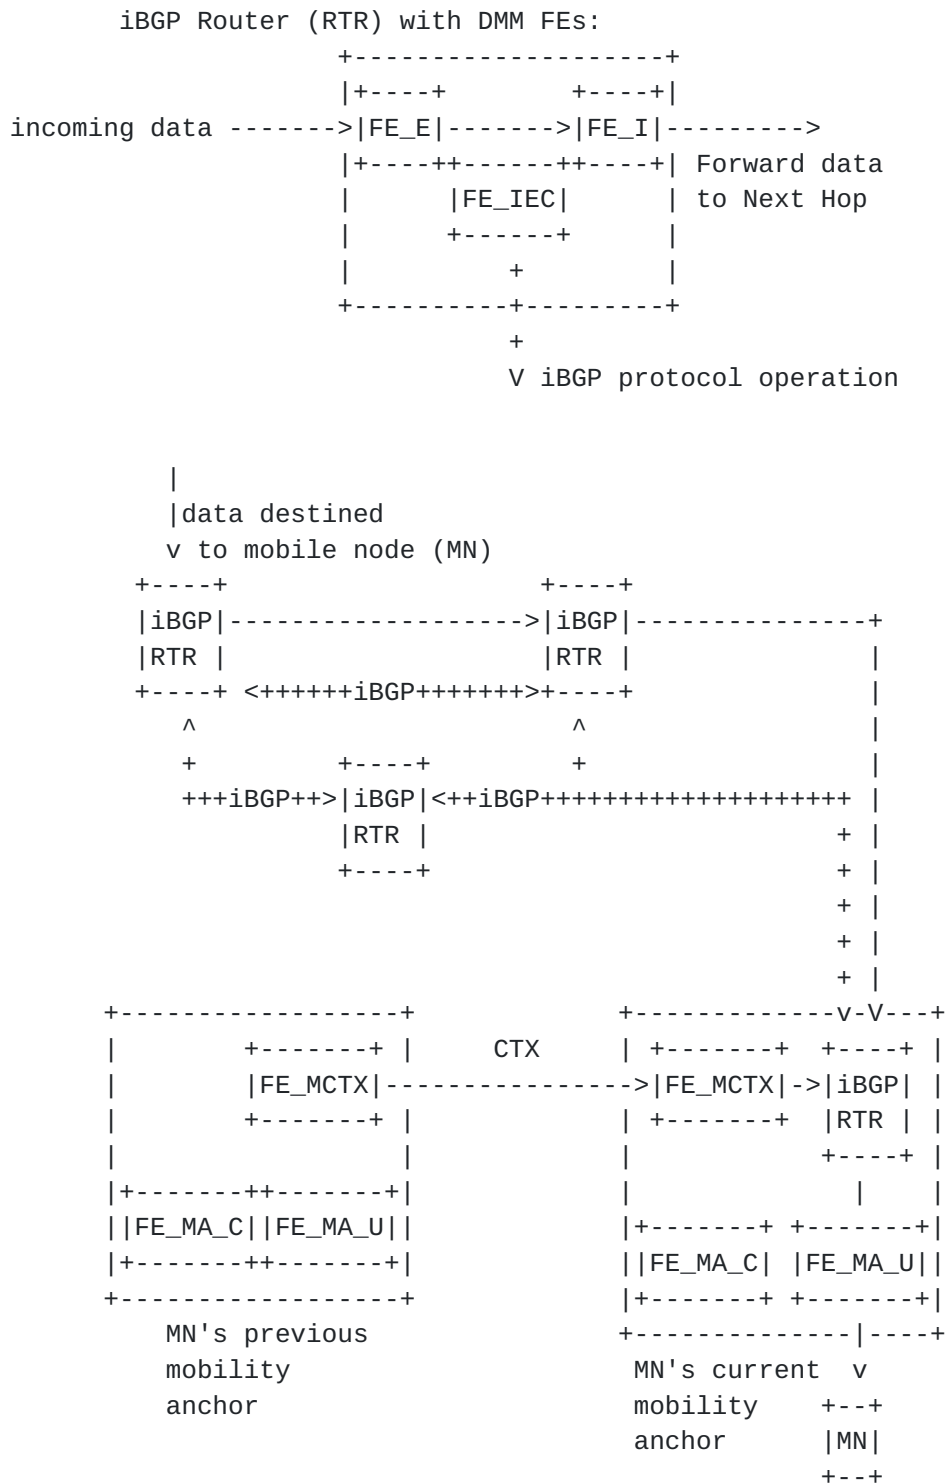 iBGP Router (RTR) with DMM FEs:
                     +--------------------+
                     |+----+        +----+|
incoming data ------->|FE_E|------->|FE_I|--------->
                     |+----++------++----+| Forward data
                     |      |FE_IEC|      | to Next Hop
                     |      +------+      |
                     |          +         |
                     +----------+---------+
                                +
                                V iBGP protocol operation
          |
          |data destined
          v to mobile node (MN)
        +----+                    +----+
        |iBGP|------------------->|iBGP|---------------+
        |RTR |                    |RTR |               |
        +----+ <++++++iBGP+++++++>+----+               |
           ^                        ^                  |
           +         +----+         +                  |
           +++iBGP++>|iBGP|<++iBGP++++++++++++++++++++ |
                     |RTR |                          + |
                     +----+                          + |
                                                     + |
                                                     + |
                                                     + |
      +------------------+             +-------------v-V---+
      |        +-------+ |     CTX     | +-------+  +----+ |
      |        |FE_MCTX|---------------->|FE_MCTX|->|iBGP| |
      |        +-------+ |             | +-------+  |RTR | |
      |                  |             |            +----+ |
      |+-------++-------+|             |              |    |
      ||FE_MA_C||FE_MA_U||             |+-------+ +-------+|
      |+-------++-------+|             ||FE_MA_C| |FE_MA_U||
      +------------------+             |+-------+ +-------+|
          MN's previous                +--------------|----+
          mobility                      MN's current  v
          anchor                        mobility    +--+
                                        anchor      |MN|
                                                    +--+